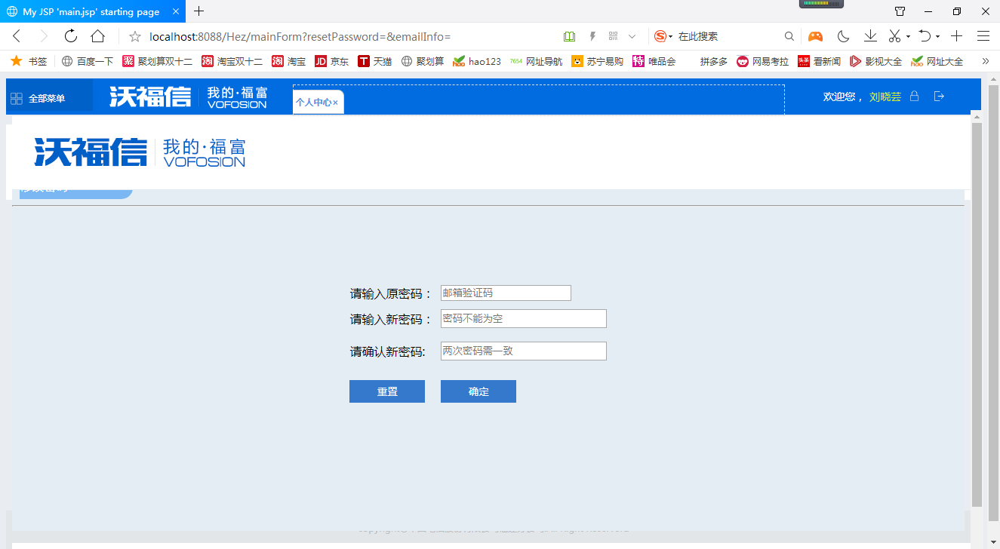 My JSP 'main.jsp' starting page
localhost:8088/Hez/mainForm?resetPassword=&emailInfo= 在此搜索
书签 百度一下 聚划算双十二 淘宝双十二 淘宝 JD 京东 T 天猫 聚划算 hao123 7654 网址导航 苏宁易购 特 唯品会 拼多多 网易考拉 头条 看新闻 影视大全 网址大全
全部菜单 沃福信 我的·福富 VOFOSION 个人中心× 欢迎您， 刘晓芸
沃福信 我的·福富
VOFOSION
请输入原密码： 邮箱验证码
请输入新密码： 密码不能为空
请确认新密码: 两次密码需一致
重置 确定